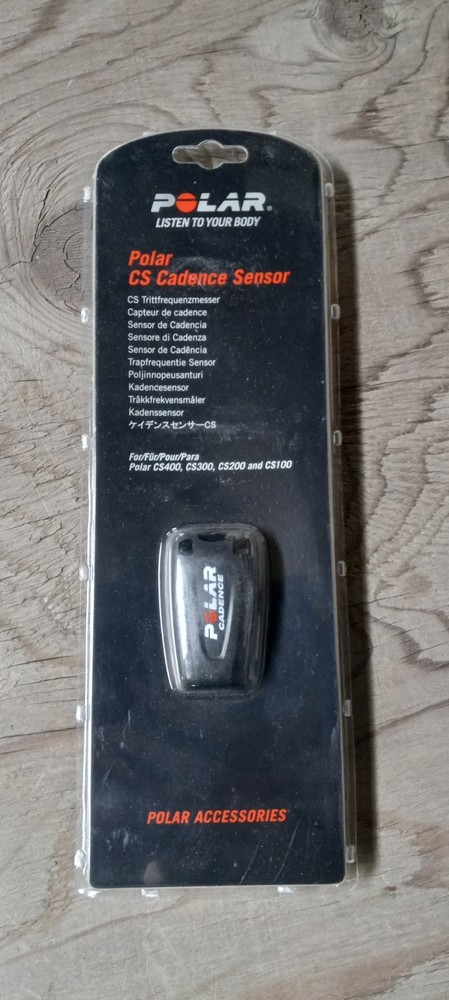 POLAR®
LISTEN TO YOUR BODY
Polar
CS Cadence Sensor
CS Trittfrequenzmesser
Capteur de cadence
Sensor de Cadencia
Sensore di Cadenza
Sensor de Cadência
Trapfrequentie Sensor
Poljinnopeusanturi
Kadencesensor
Tråkkfrekvensmåler
Kadenssensor
ケイデンスセンサーCS
For/Für/Pour/Para
Polar CS400, CS300, CS200 and CS100
POLAR
CADENCE
POLAR ACCESSORIES